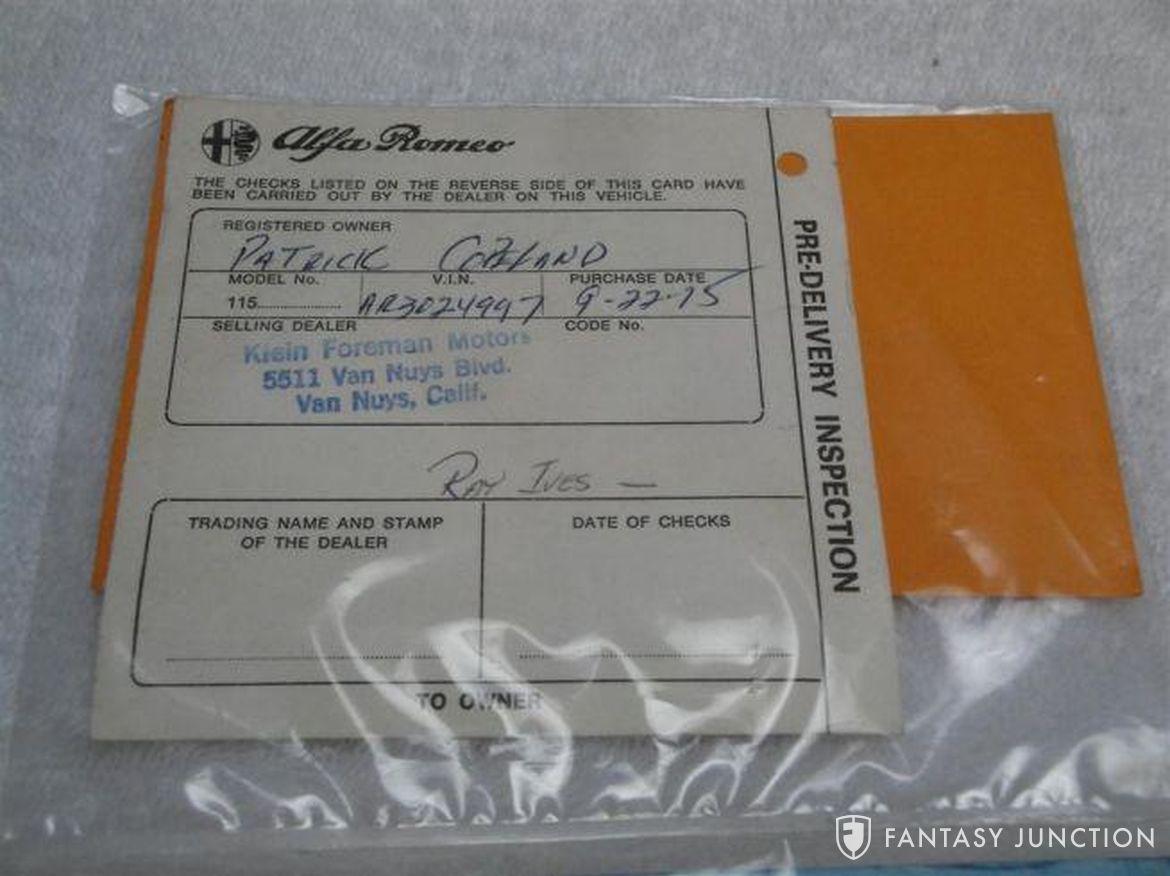 Alfa Romeo
THE CHECKS LISTED ON THE REVERSE SIDE OF THIS CARD HAVE
BEEN CARRIED OUT BY THE DEALER ON THIS VEHICLE.
REGISTERED OWNER
PATRICK COPELAND
MODEL No. V.I.N. PURCHASE DATE
115.................... AR3024997 9-22-75
SELLING DEALER CODE No.
Klein Foreman Motors
5511 Van Nuys Blvd.
Van Nuys, Calif.
RAY IVES —
TRADING NAME AND STAMP
OF THE DEALER
DATE OF CHECKS
TO OWNER
PRE-DELIVERY INSPECTION
FANTASY JUNCTION